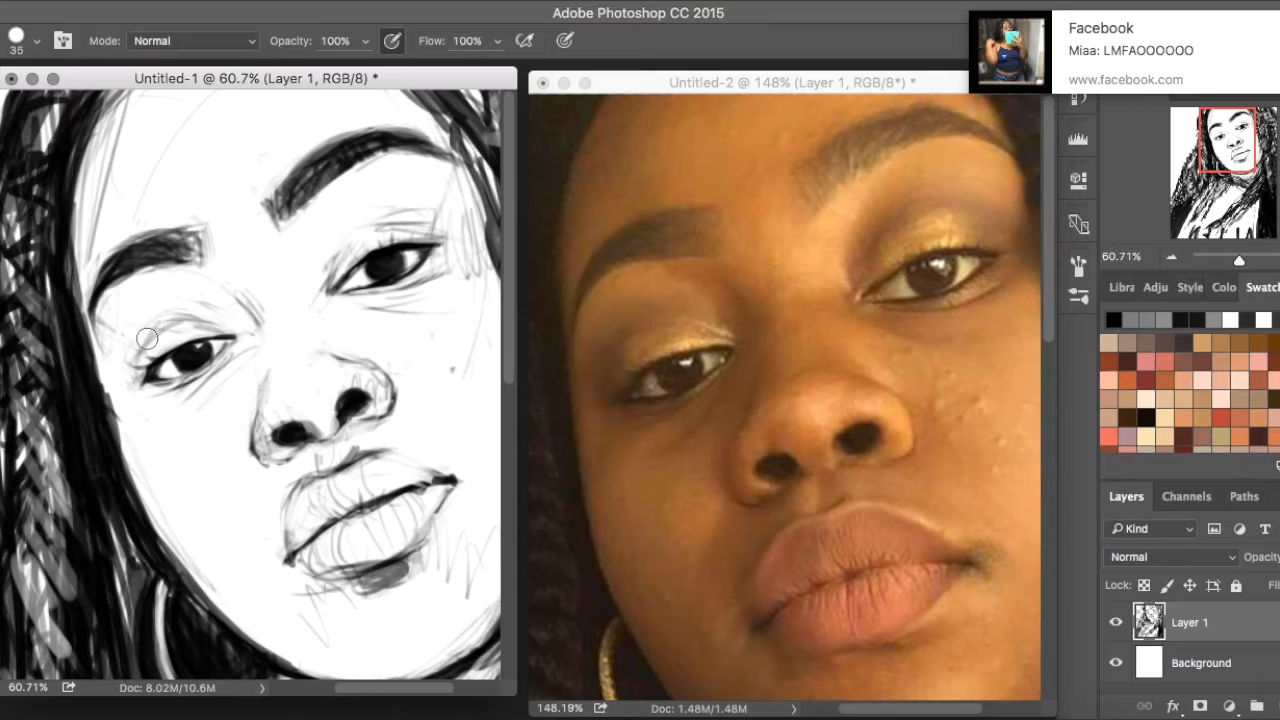 Adobe Photoshop CC 2015
35
Mode: Normal
Opacity: 100%
Flow: 100%
Facebook
Miaa: LMFAOOOOOO
www.facebook.com
Untitled-1 @ 60.7% (Layer 1, RGB/8) *
Untitled-2 @ 148% (Layer 1, RGB/8*) *
60.71%
Libra Adju Style Colo Swatch
Layers Channels Paths
Kind
Normal
Opacity
Lock:
Fil
Layer 1
Background
fx
60.71%
Doc: 8.02M/10.6M
148.19%
Doc: 1.48M/1.48M